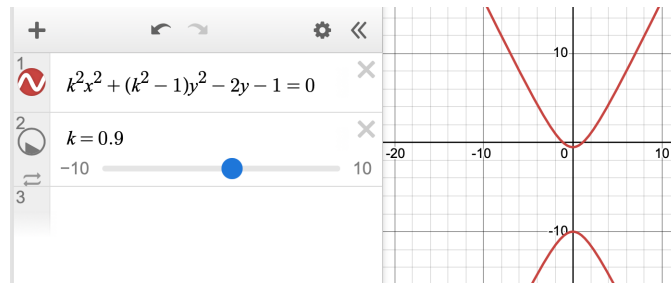 +
«
1
k²x² + (k² − 1)y² − 2y − 1 = 0
2
k = 0.9
−10 10
3
10
-20 -10 0 10
-10